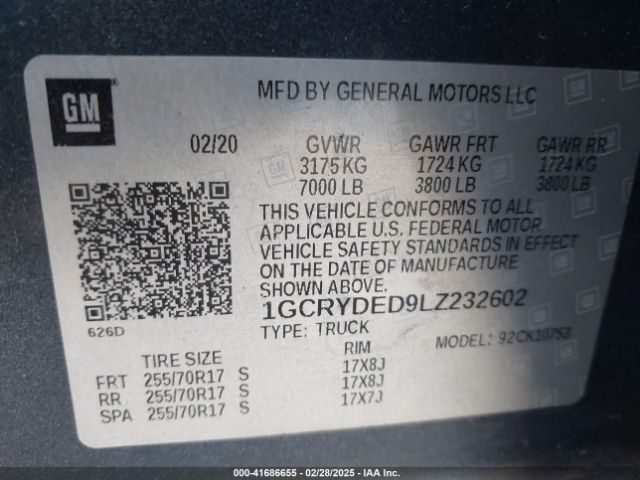 GM
MFD BY GENERAL MOTORS LLC
02/20 GVWR GAWR FRT GAWR RR
3175 KG 1724 KG 1724 KG
7000 LB 3800 LB 3800 LB
THIS VEHICLE CONFORMS TO ALL
APPLICABLE U.S. FEDERAL MOTOR
VEHICLE SAFETY STANDARDS IN EFFECT
ON THE DATE OF MANUFACTURE
1GCRYDED9LZ232602
626D
TYPE: TRUCK MODEL: 92CK10753
TIRE SIZE RIM
FRT 255/70R17 S 17X8J
RR 255/70R17 S 17X8J
SPA 255/70R17 S 17X7J
000-41686655 / 02/28/2025 - IAA Inc.